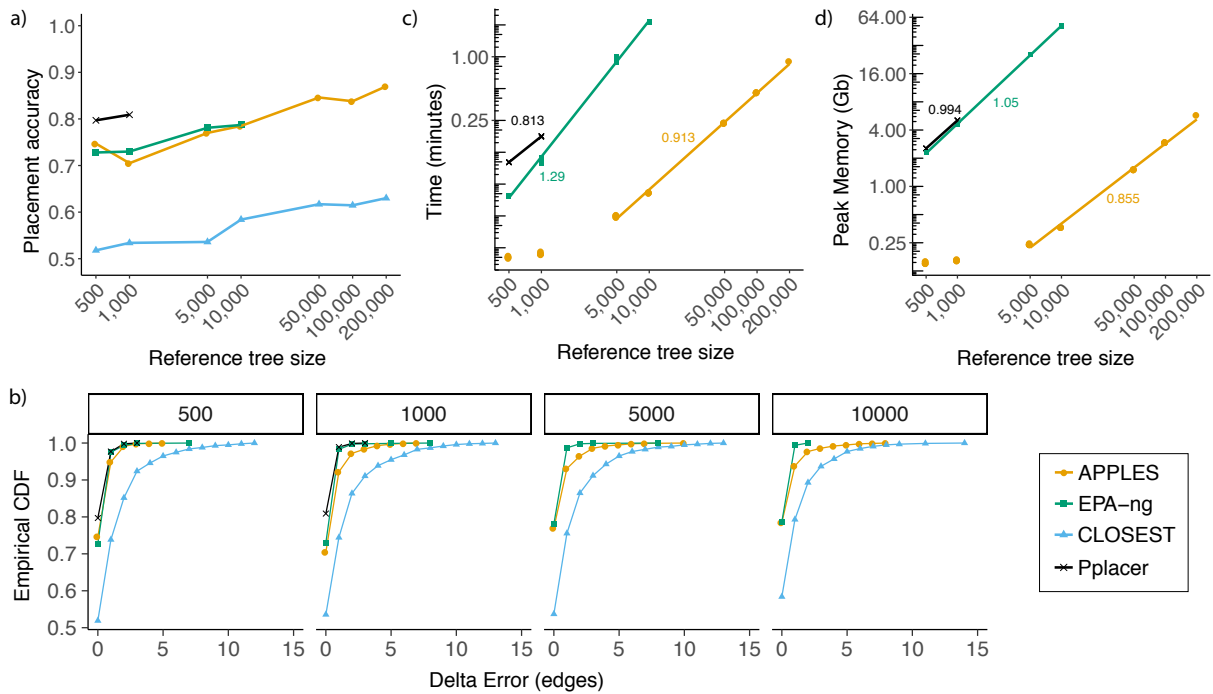 a)
Placement accuracy
1.0
0.9
0.8
0.7
0.6
0.5
500
1,000
5,000
10,000
50,000
100,000
200,000
Reference tree size
c)
Time (minutes)
1.00
0.25
0.813
1.29
0.913
500
1,000
5,000
10,000
50,000
100,000
200,000
Reference tree size
d)
Peak Memory (Gb)
64.00
16.00
4.00
1.00
0.25
0.994
1.05
0.855
500
1,000
5,000
10,000
50,000
100,000
200,000
Reference tree size
b)
500
1000
5000
10000
Empirical CDF
1.0
0.9
0.8
0.7
0.6
0.5
0 5 10 15
0 5 10 15
0 5 10 15
0 5 10 15
Delta Error (edges)
APPLES
EPA−ng
CLOSEST
Pplacer